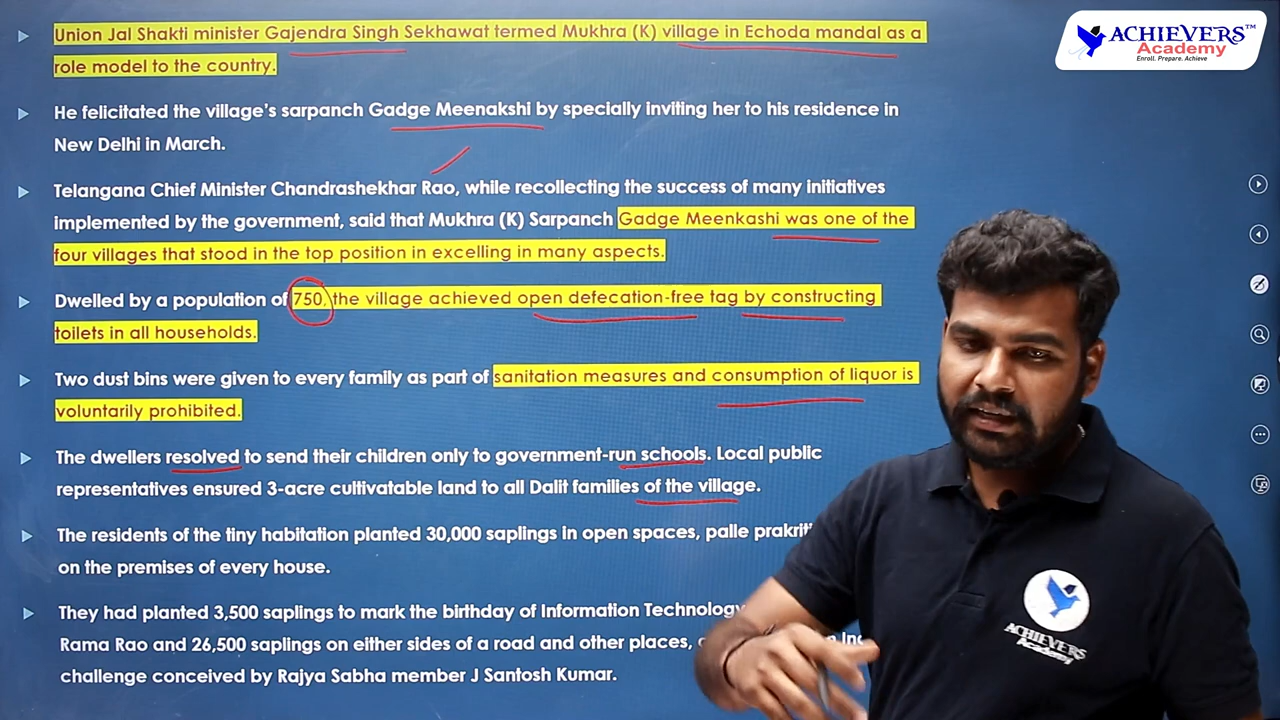 Union Jal Shakti minister Gajendra Singh Sekhawat termed Mukhra (K) village in Echoda mandal as a
role model to the country.
He felicitated the village's sarpanch Gadge Meenakshi by specially inviting her to his residence in
New Delhi in March.
Telangana Chief Minister Chandrashekhar Rao, while recollecting the success of many initiatives
implemented by the government, said that Mukhra (K) Sarpanch Gadge Meenkashi was one of the
four villages that stood in the top position in excelling in many aspects.
Dwelled by a population of 750, the village achieved open defecation-free tag by constructing
toilets in all households.
Two dust bins were given to every family as part of sanitation measures and consumption of liquor is
voluntarily prohibited.
The dwellers resolved to send their children only to government-run schools. Local public
representatives ensured 3-acre cultivatable land to all Dalit families of the village.
The residents of the tiny habitation planted 30,000 saplings in open spaces, palle
on the premises of every house.
They had planted 3,500 saplings to mark the birthday of Information Technology
Rama Rao and 26,500 saplings on either sides of a road and other places,
challenge conceived by Rajya Sabha member J Santosh Kumar.
ACHIEVERS™
Academy
Enroll. Prepare. Achieve
ACHIEVERS
Academy